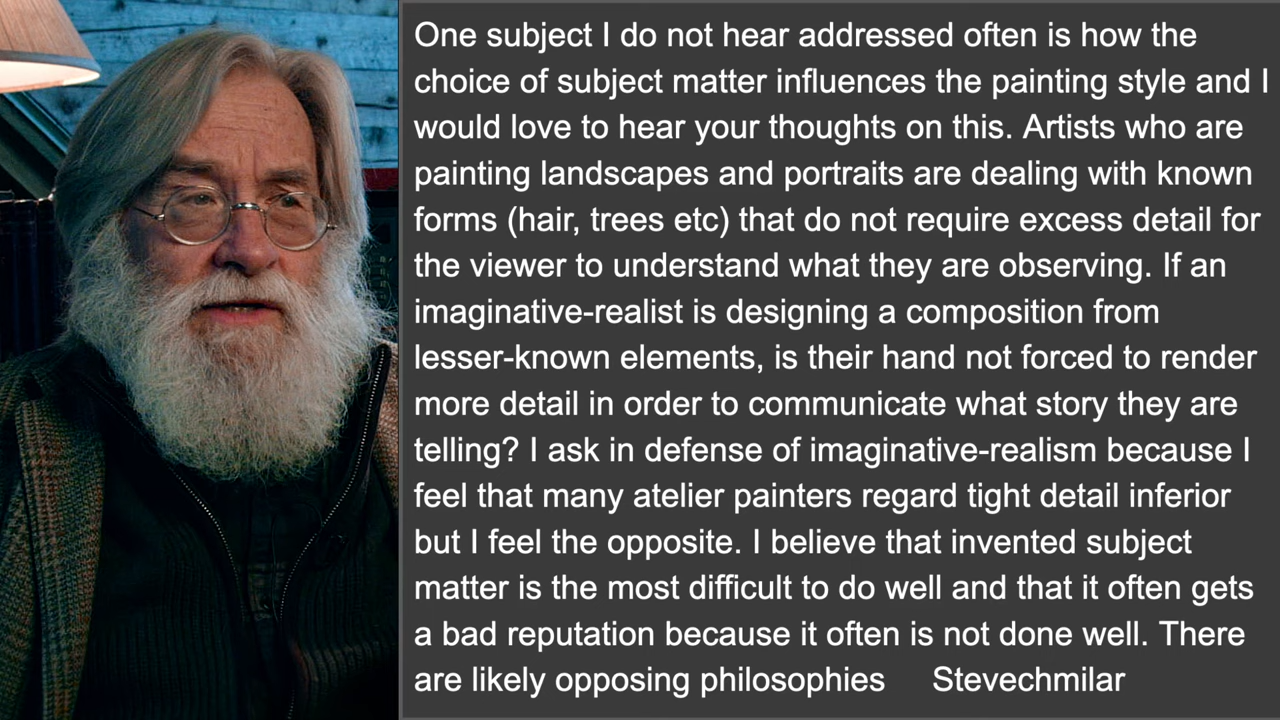 One subject I do not hear addressed often is how the
choice of subject matter influences the painting style and I
would love to hear your thoughts on this. Artists who are
painting landscapes and portraits are dealing with known
forms (hair, trees etc) that do not require excess detail for
the viewer to understand what they are observing. If an
imaginative-realist is designing a composition from
lesser-known elements, is their hand not forced to render
more detail in order to communicate what story they are
telling? I ask in defense of imaginative-realism because I
feel that many atelier painters regard tight detail inferior
but I feel the opposite. I believe that invented subject
matter is the most difficult to do well and that it often gets
a bad reputation because it often is not done well. There
are likely opposing philosophies Stevechmilar